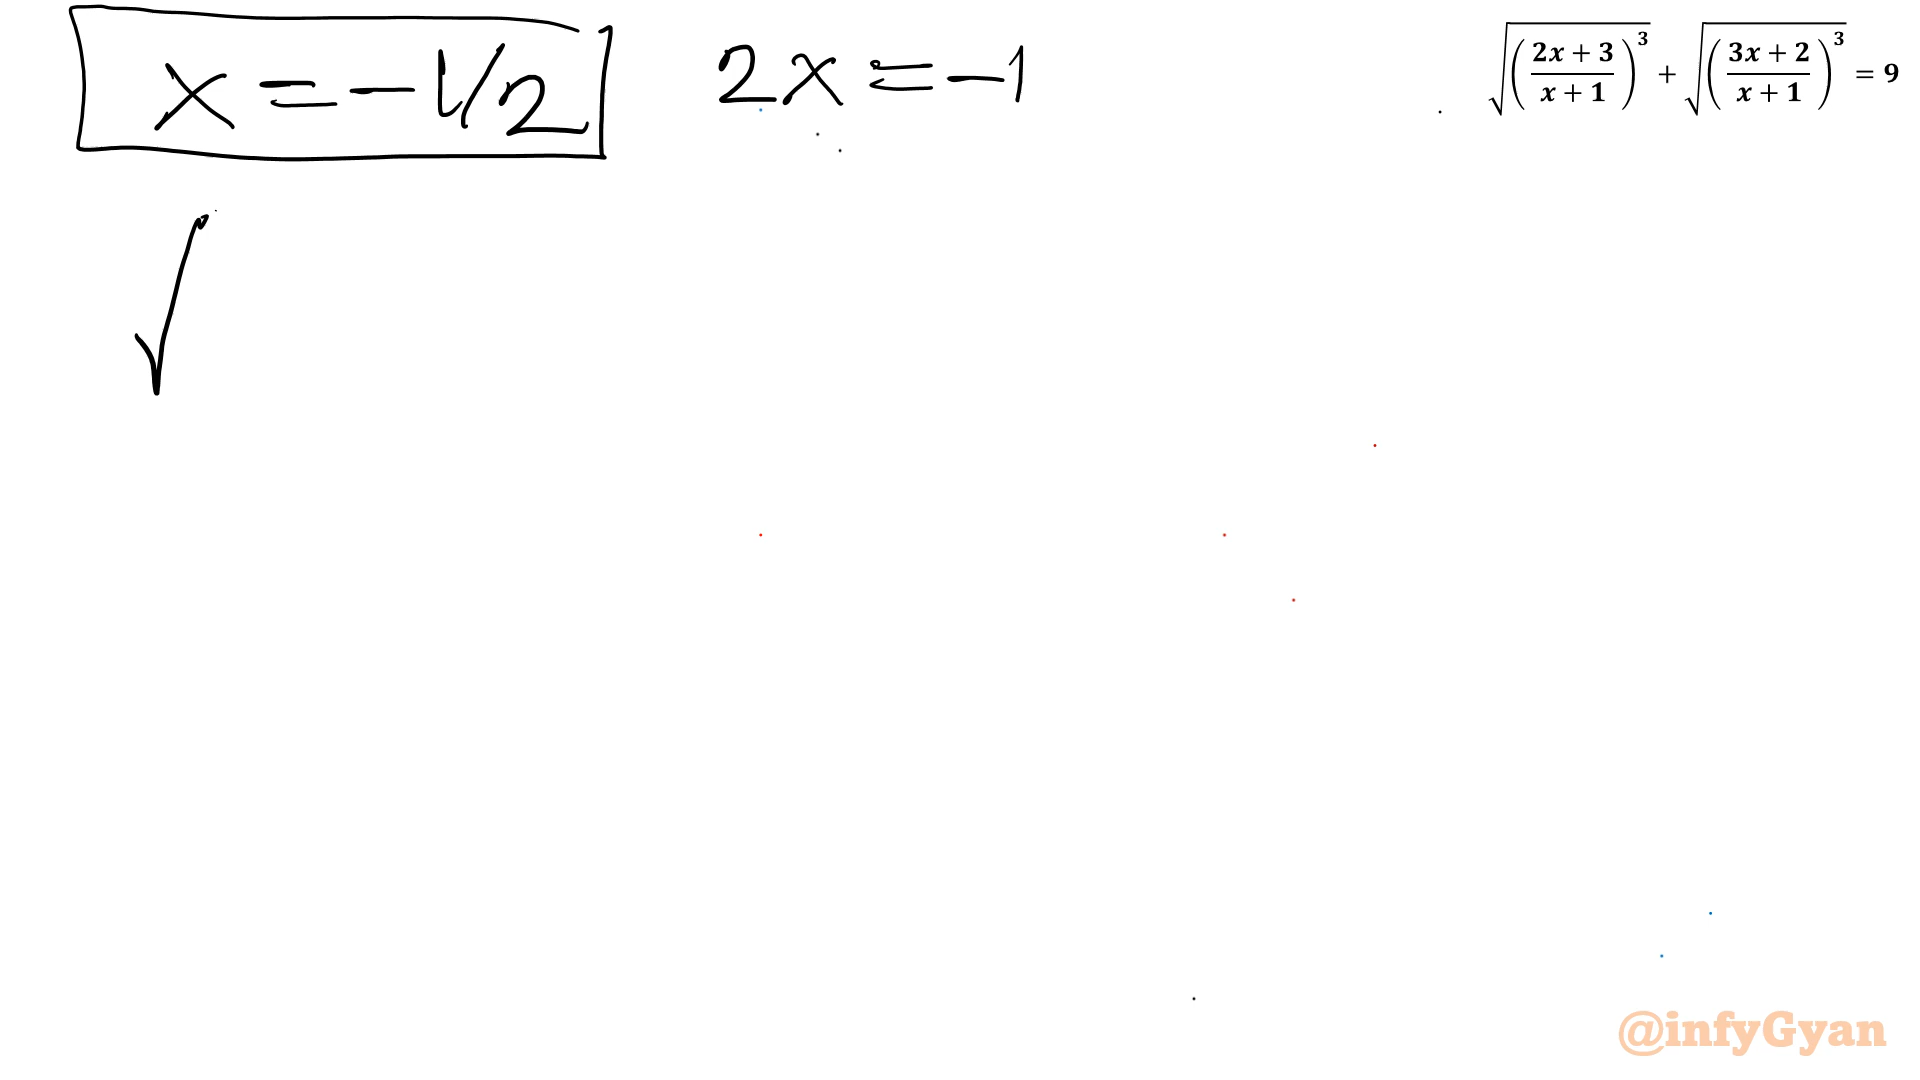 x = -1/2
2x = -1
√((2x + 3)/(x + 1))³ + √((3x + 2)/(x + 1))³ = 9
√
@infyGyan